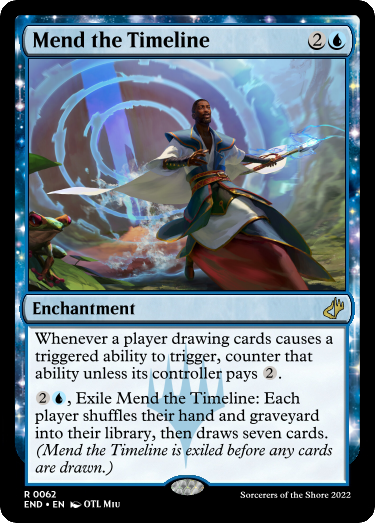 Mend the Timeline 2
Enchantment
Whenever a player drawing cards causes a
triggered ability to trigger, counter that
ability unless its controller pays 2.
2, Exile Mend the Timeline: Each
player shuffles their hand and graveyard
into their library, then draws seven cards.
(Mend the Timeline is exiled before any cards
are drawn.)
R 0062
END • EN OTL Miu
Sorcerers of the Shore 2022